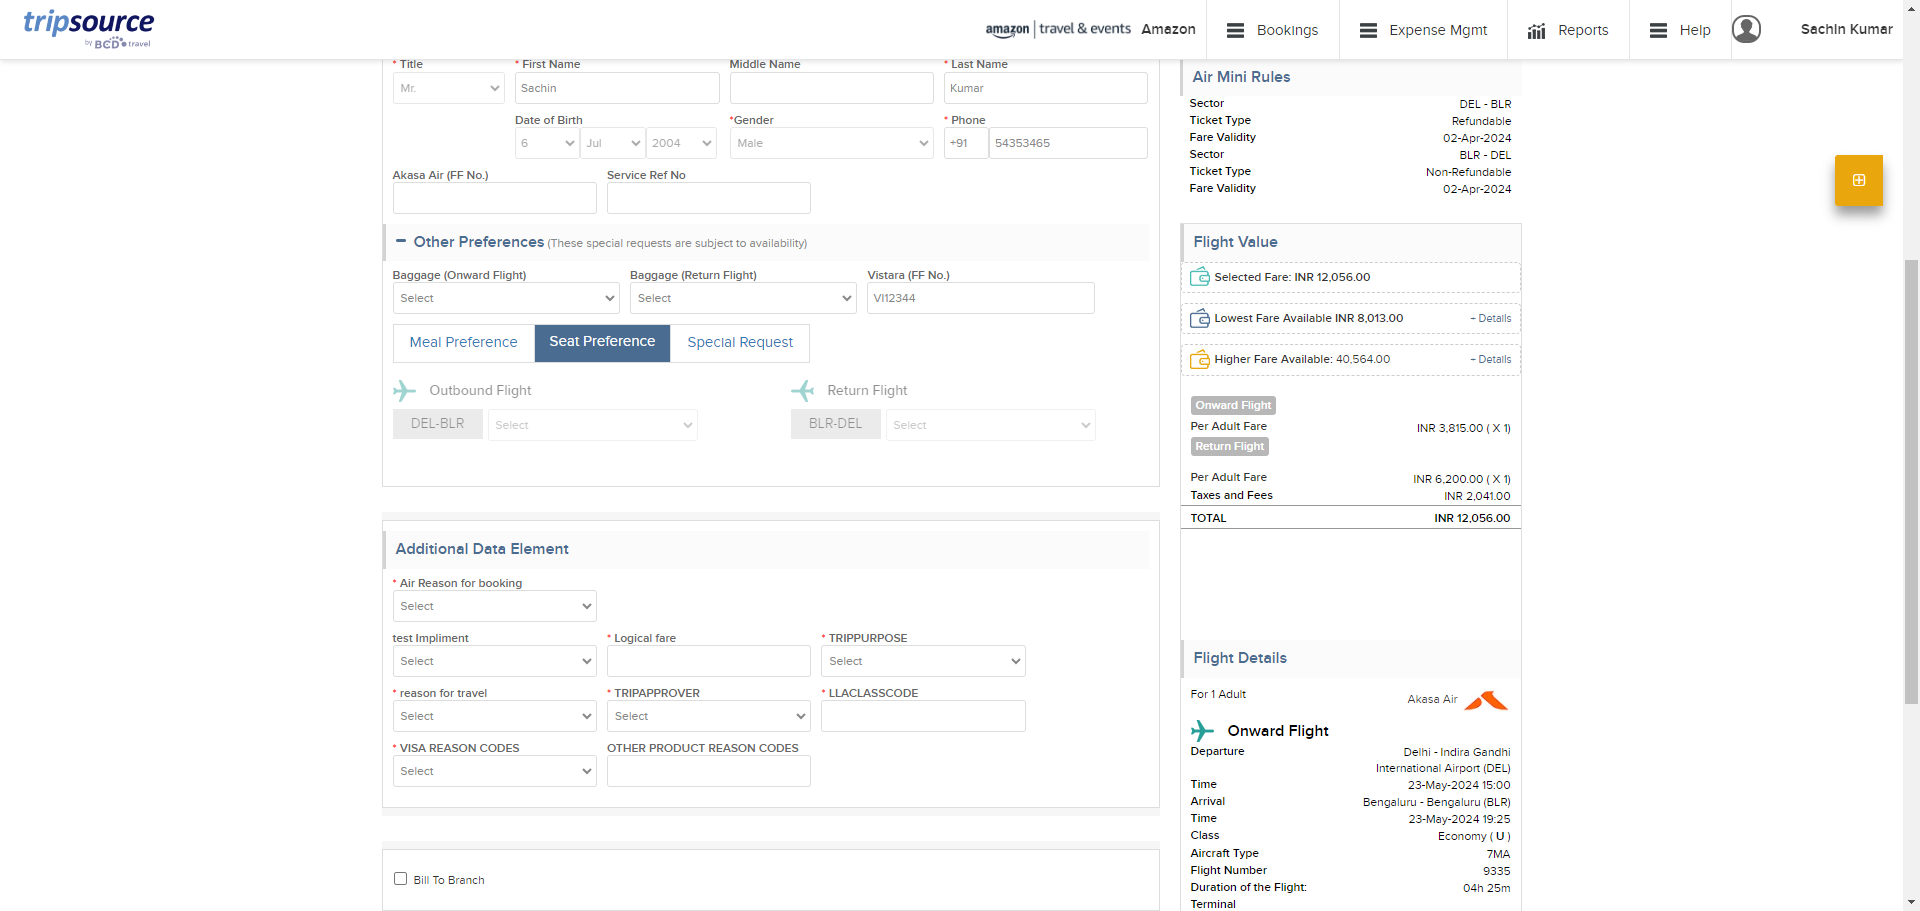 tripsource
by BCD travel
amazon | travel & events Amazon
Bookings
Expense Mgmt
Reports
Help
Sachin Kumar
* Title
* First Name
Middle Name
* Last Name
Mr.
Sachin
Kumar
Date of Birth
*Gender
* Phone
6
Jul
2004
Male
+91
54353465
Akasa Air (FF No.)
Service Ref No
Other Preferences (These special requests are subject to availability)
Baggage (Onward Flight)
Baggage (Return Flight)
Vistara (FF No.)
Select
Select
VI12344
Meal Preference
Seat Preference
Special Request
Outbound Flight
Return Flight
DEL-BLR
Select
BLR-DEL
Select
Additional Data Element
* Air Reason for booking
Select
test Impliment
* Logical fare
* TRIPPURPOSE
Select
Select
* reason for travel
* TRIPAPPROVER
* LLACLASSCODE
Select
Select
* VISA REASON CODES
OTHER PRODUCT REASON CODES
Select
Bill To Branch
Air Mini Rules
Sector DEL - BLR
Ticket Type Refundable
Fare Validity 02-Apr-2024
Sector BLR - DEL
Ticket Type Non-Refundable
Fare Validity 02-Apr-2024
Flight Value
Selected Fare: INR 12,056.00
Lowest Fare Available INR 8,013.00 + Details
Higher Fare Available: 40,564.00 + Details
Onward Flight
Per Adult Fare INR 3,815.00 ( X 1)
Return Flight
Per Adult Fare INR 6,200.00 ( X 1)
Taxes and Fees INR 2,041.00
TOTAL INR 12,056.00
Flight Details
For 1 Adult Akasa Air
Onward Flight
Departure Delhi - Indira Gandhi
International Airport (DEL)
Time 23-May-2024 15:00
Arrival Bengaluru - Bengaluru (BLR)
Time 23-May-2024 19:25
Class Economy ( U )
Aircraft Type 7MA
Flight Number 9335
Duration of the Flight: 04h 25m
Terminal